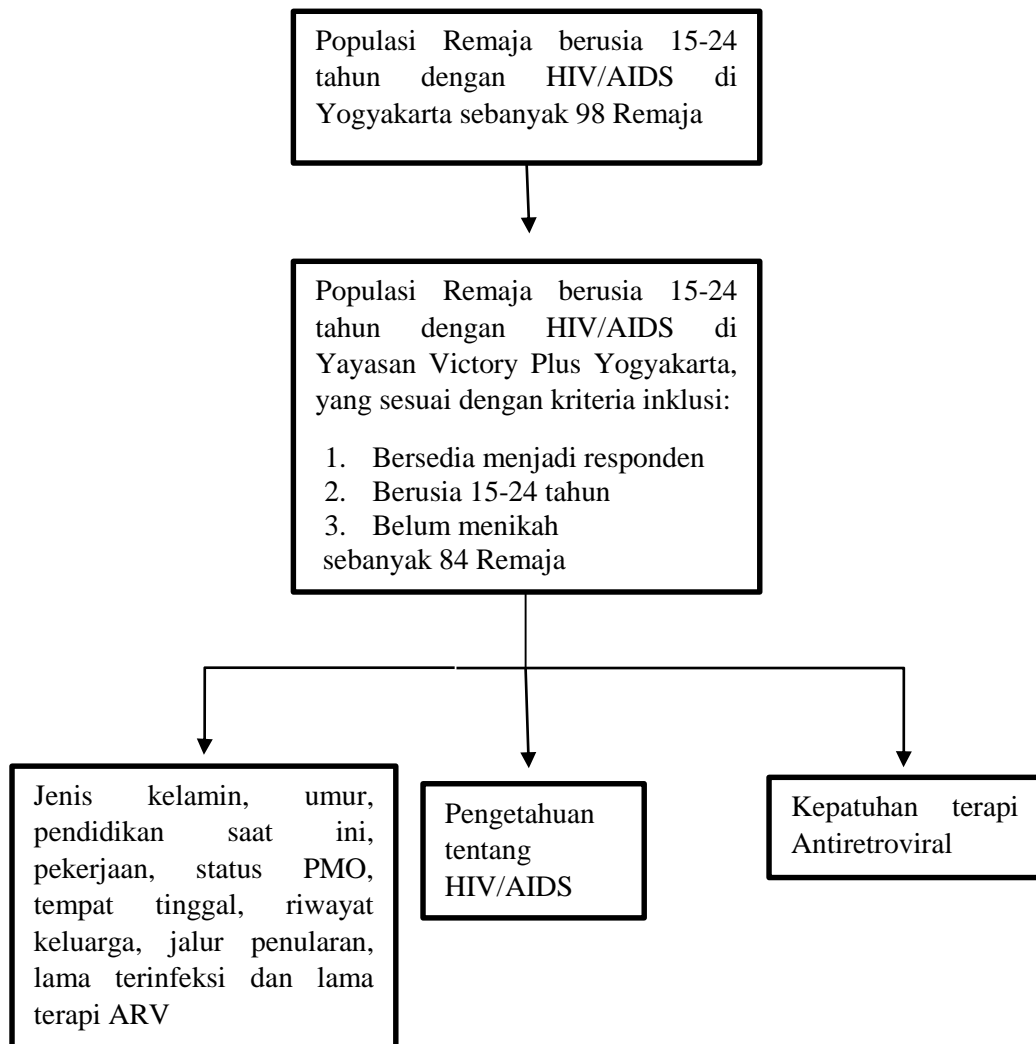 Populasi Remaja berusia 15-24
tahun dengan HIV/AIDS di
Yogyakarta sebanyak 98 Remaja
Populasi Remaja berusia 15-24
tahun dengan HIV/AIDS di
Yayasan Victory Plus Yogyakarta,
yang sesuai dengan kriteria inklusi:
1. Bersedia menjadi responden
2. Berusia 15-24 tahun
3. Belum menikah
sebanyak 84 Remaja
Jenis kelamin, umur,
pendidikan saat ini,
pekerjaan, status PMO,
tempat tinggal, riwayat
keluarga, jalur penularan,
lama terinfeksi dan lama
terapi ARV
Pengetahuan
tentang
HIV/AIDS
Kepatuhan terapi
Antiretroviral